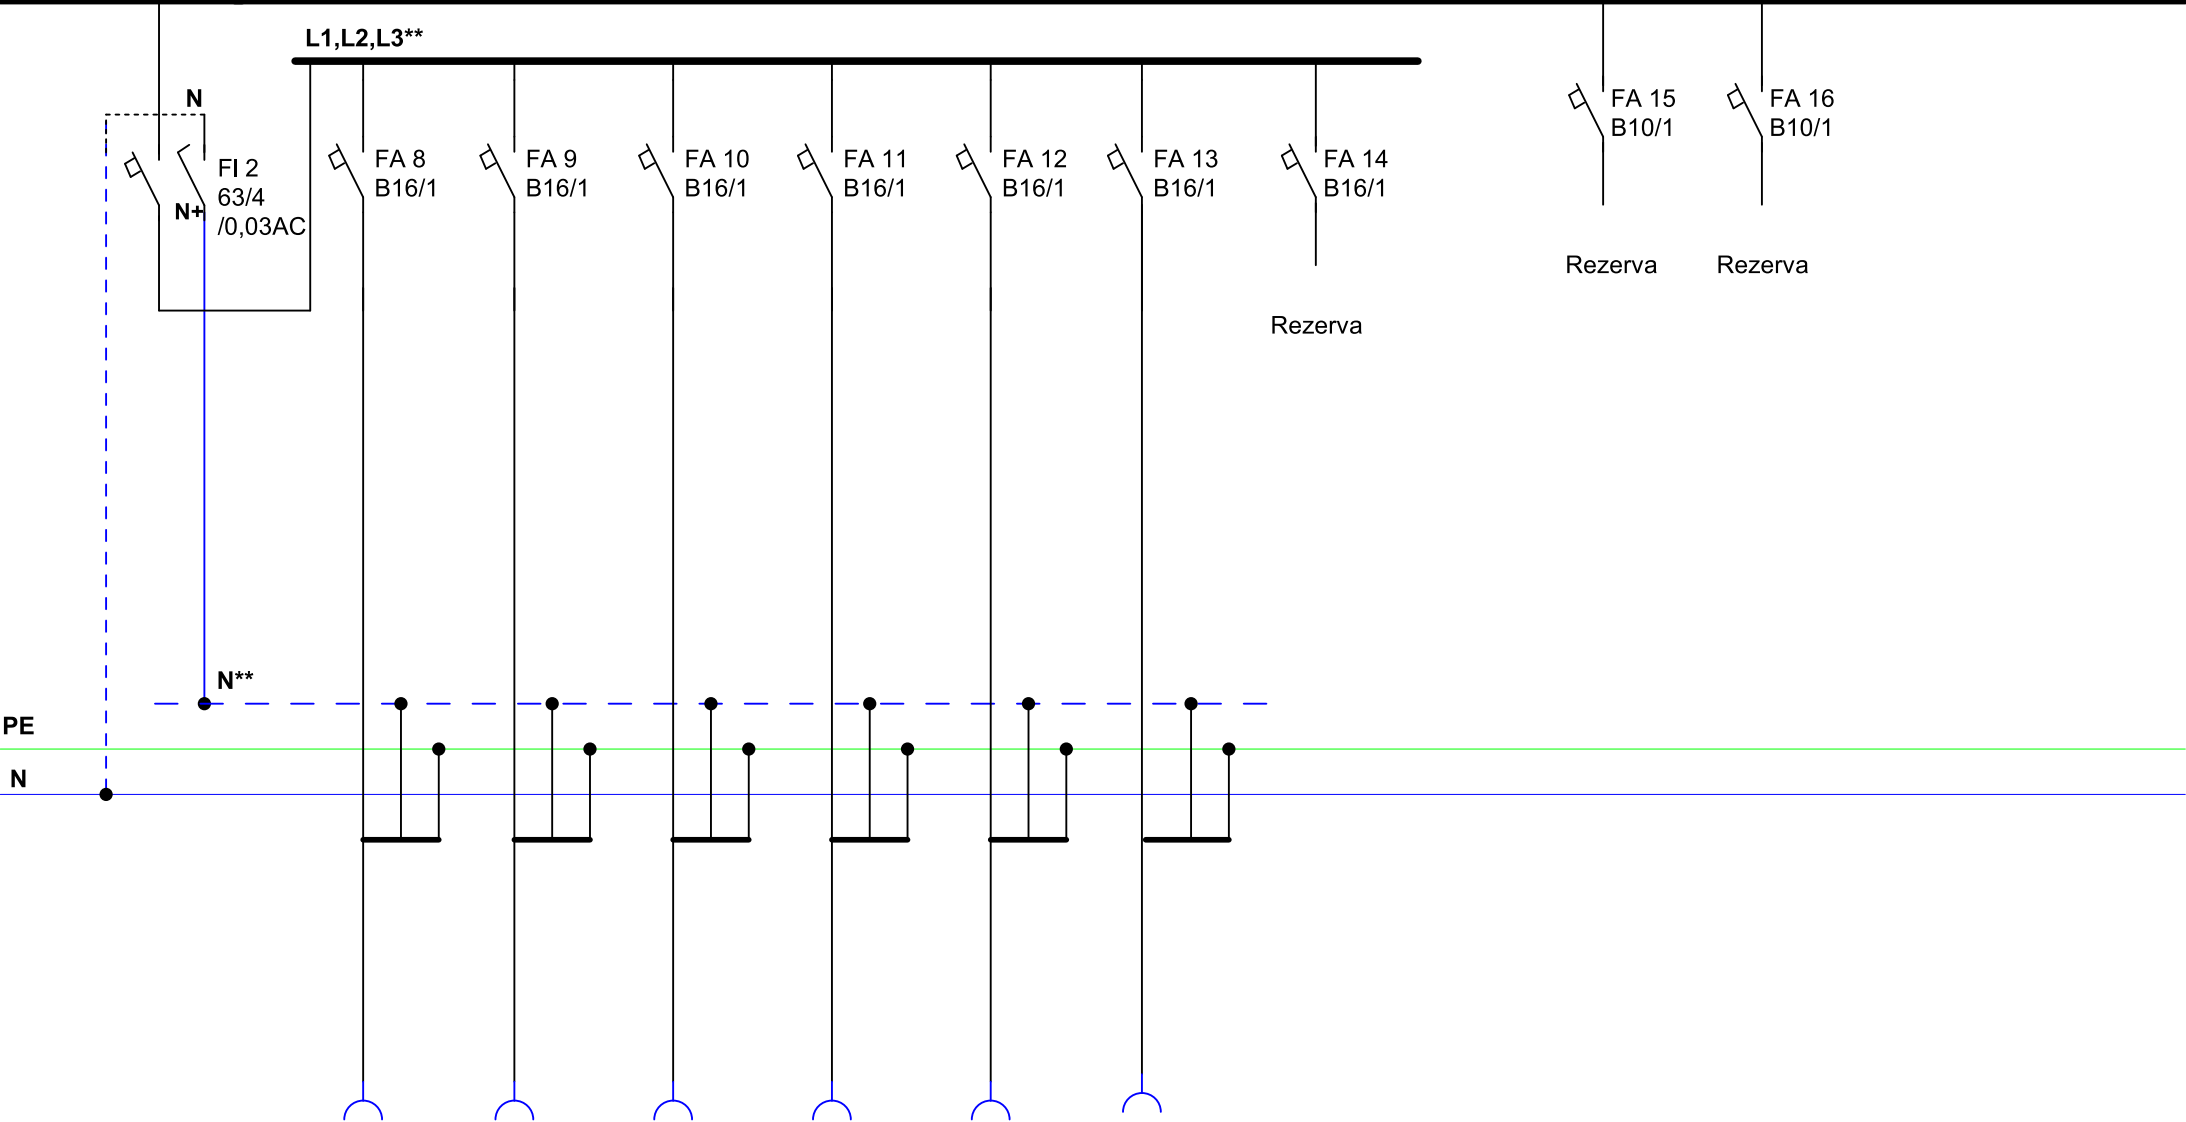 L1,L2,L3**
N
FI 2
63/4
/0,03AC
N+
FA 8
B16/1
FA 9
B16/1
FA 10
B16/1
FA 11
B16/1
FA 12
B16/1
FA 13
B16/1
FA 14
B16/1
Rezerva
FA 15
B10/1
Rezerva
FA 16
B10/1
Rezerva
N**
PE
N